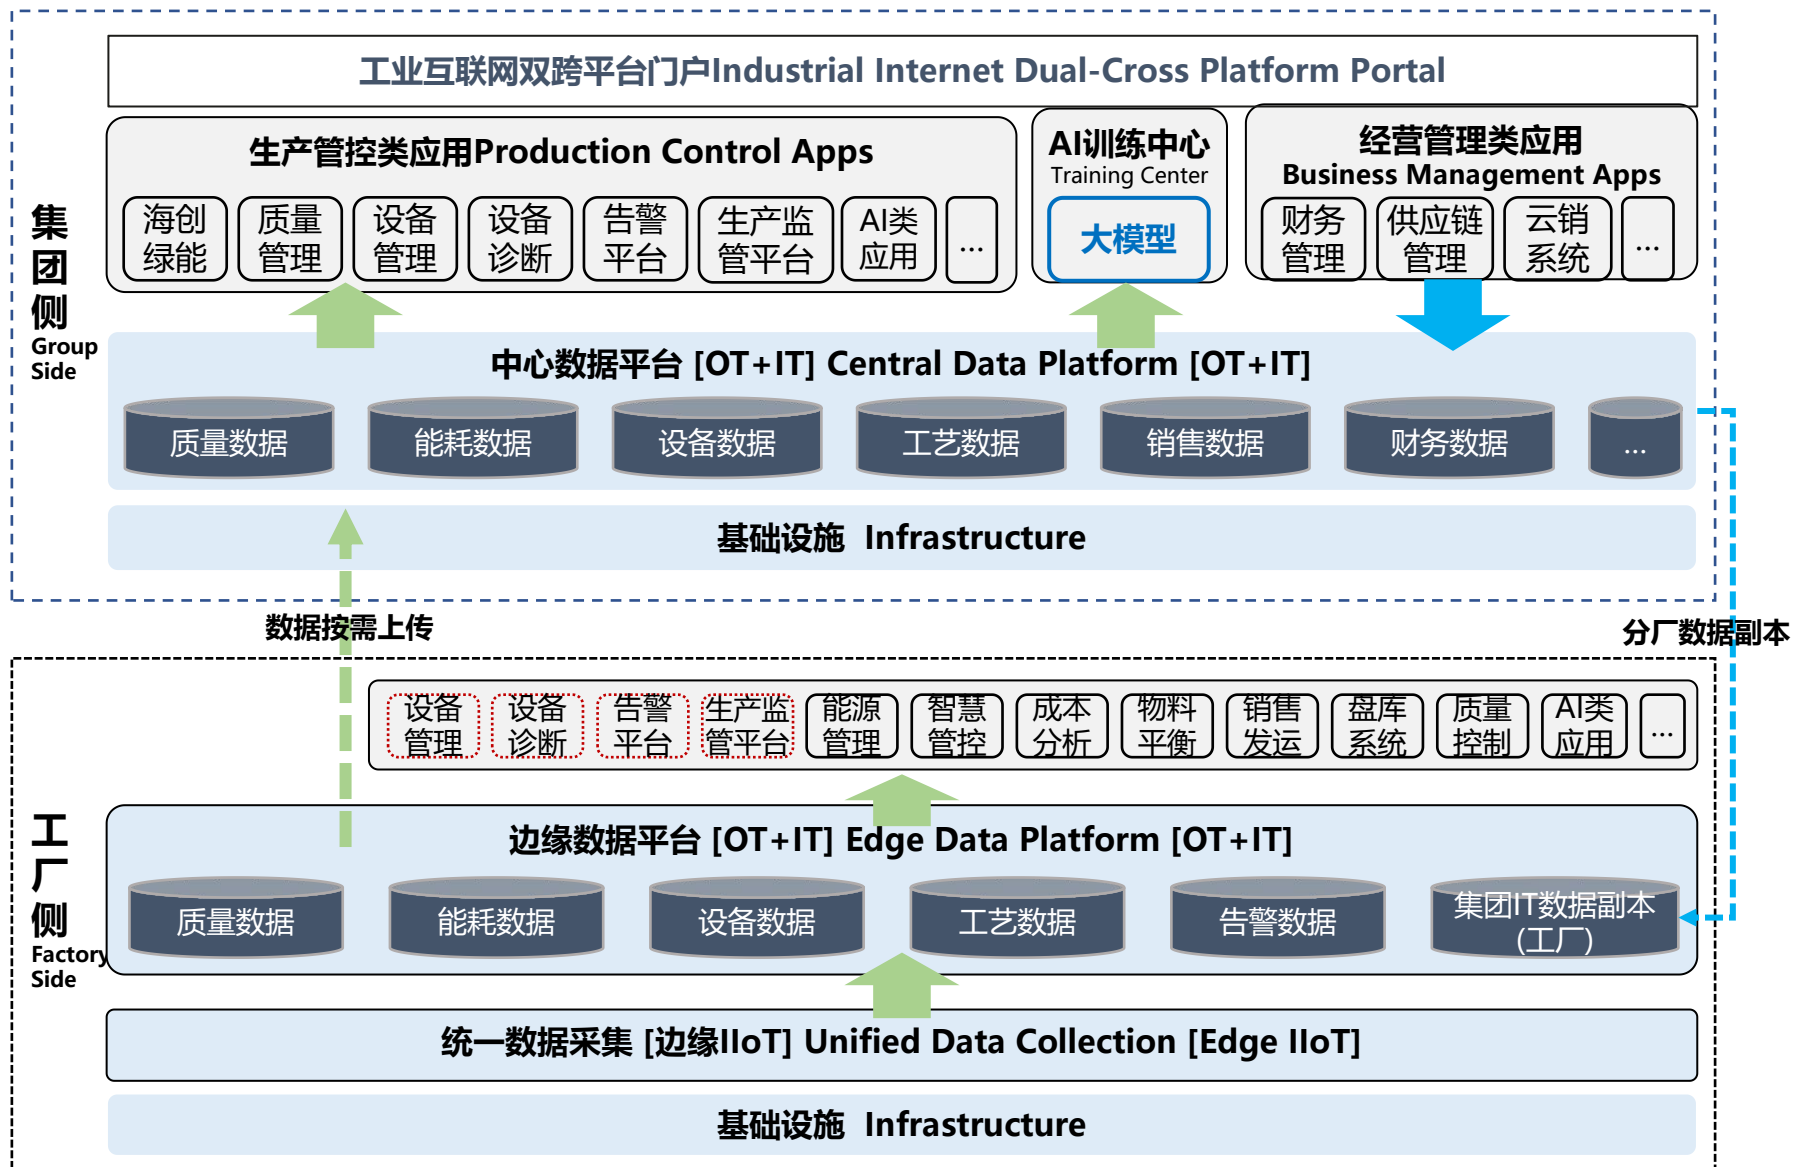 工业互联网双跨平台门户Industrial Internet Dual-Cross Platform Portal
集
团
侧
Group
Side
生产管控类应用Production Control Apps
海创
绿能
质量
管理
设备
管理
设备
诊断
告警
平台
生产监
管平台
AI类
应用
...
AI训练中心
Training Center
大模型
经营管理类应用
Business Management Apps
财务
管理
供应链
管理
云销
系统
...
中心数据平台 [OT+IT] Central Data Platform [OT+IT]
质量数据
能耗数据
设备数据
工艺数据
销售数据
财务数据
...
基础设施 Infrastructure
数据按需上传
分厂数据副本
工
厂
侧
Factory
Side
设备
管理
设备
诊断
告警
平台
生产监
管平台
能源
管理
智慧
管控
成本
分析
物料
平衡
销售
发运
盘库
系统
质量
控制
AI类
应用
...
边缘数据平台 [OT+IT] Edge Data Platform [OT+IT]
质量数据
能耗数据
设备数据
工艺数据
告警数据
集团IT数据副本
(工厂)
统一数据采集 [边缘IIoT] Unified Data Collection [Edge IIoT]
基础设施 Infrastructure